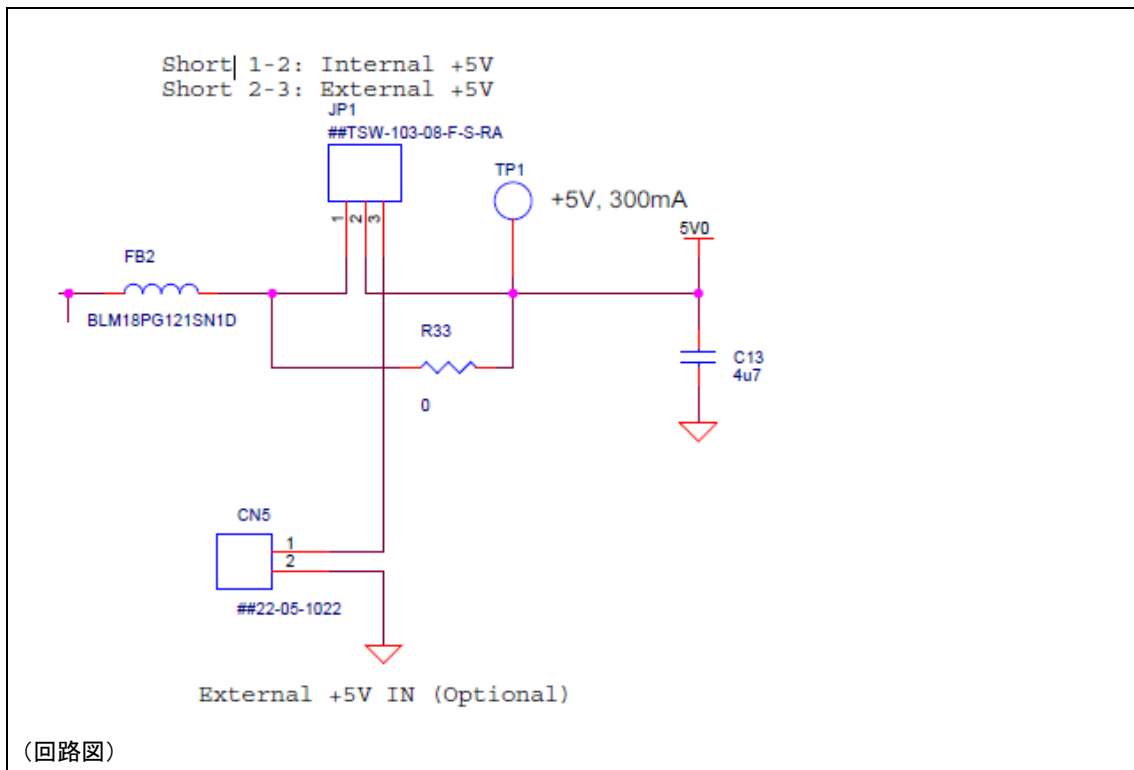 Short 1-2: Internal +5V
Short 2-3: External +5V
JP1
##TSW-103-08-F-S-RA
TP1
+5V, 300mA
5V0
1
2
3
FB2
BLM18PG121SN1D
R33
0
C13
4u7
CN5
1
2
##22-05-1022
External +5V IN (Optional)
（回路図）